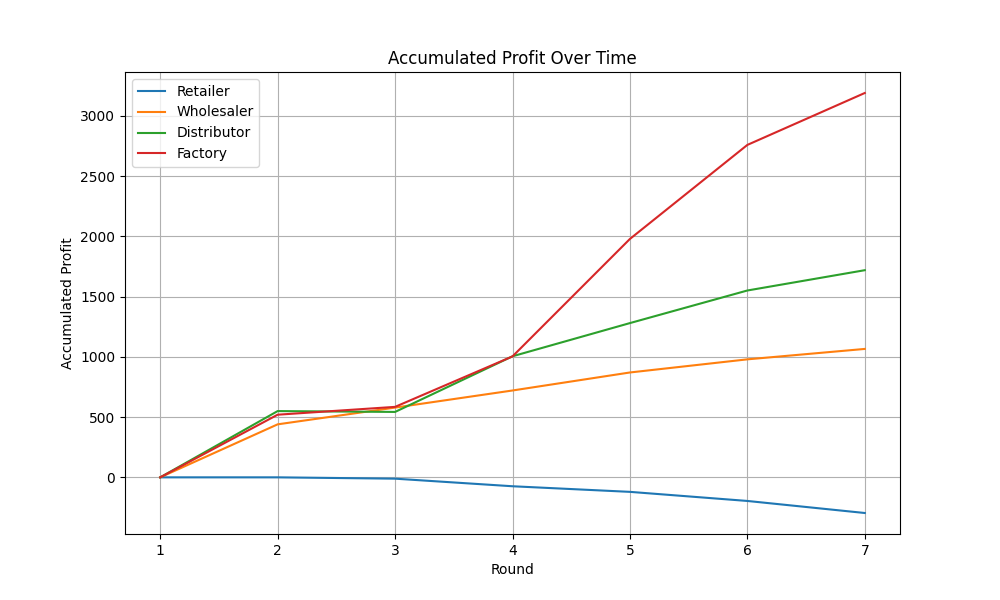 Accumulated Profit Over Time
Retailer
Wholesaler
Distributor
Factory
Accumulated Profit
3000
2500
2000
1500
1000
500
0
1 2 3 4 5 6 7
Round